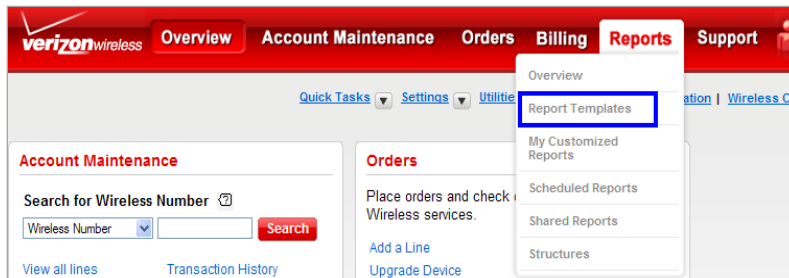 verizonwireless Overview Account Maintenance Orders Billing Reports Support
Quick Tasks Settings Utilitie ation | Wireless C
Overview
Report Templates
My Customized
Reports
Scheduled Reports
Shared Reports
Structures
Account Maintenance
Search for Wireless Number ?
Wireless Number Search
View all lines Transaction History
Orders
Place orders and check
Wireless services.
Add a Line
Upgrade Device